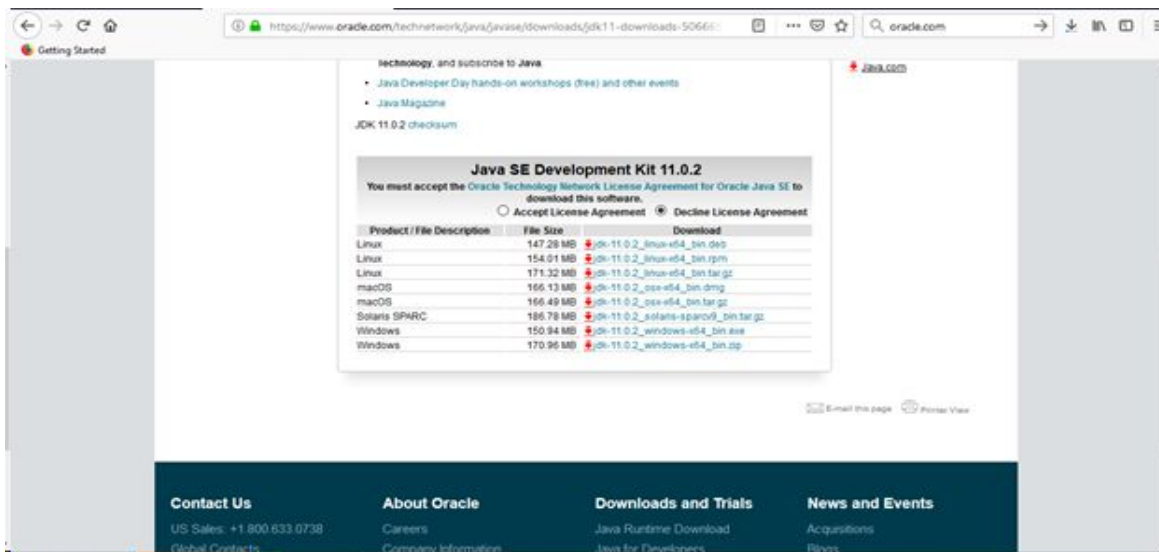 https://www.oracle.com/technetwork/java/javase/downloads/jdk11-downloads-50666
oracle.com
Getting Started
Technology, and subscribe to Java.
Java.com
• Java Developer Day hands-on workshops (free) and other events
• Java Magazine
JDK 11.0.2 checksum
Java SE Development Kit 11.0.2
You must accept the Oracle Technology Network License Agreement for Oracle Java SE to
download this software.
Accept License Agreement Decline License Agreement
Product / File Description File Size Download
Linux 147.28 MB jdk-11.0.2_linux-x64_bin.deb
Linux 154.01 MB jdk-11.0.2_linux-x64_bin.rpm
Linux 171.32 MB jdk-11.0.2_linux-x64_bin.tar.gz
macOS 166.13 MB jdk-11.0.2_osx-x64_bin.dmg
macOS 166.49 MB jdk-11.0.2_osx-x64_bin.tar.gz
Solaris SPARC 186.78 MB jdk-11.0.2_solaris-sparcv9_bin.tar.gz
Windows 150.94 MB jdk-11.0.2_windows-x64_bin.exe
Windows 170.96 MB jdk-11.0.2_windows-x64_bin.zip
E-mail this page Printer View
Contact Us About Oracle Downloads and Trials News and Events
US Sales: +1.800.633.0738 Careers Java Runtime Download Acquisitions
Global Contacts Company Information Java for Developers Blogs